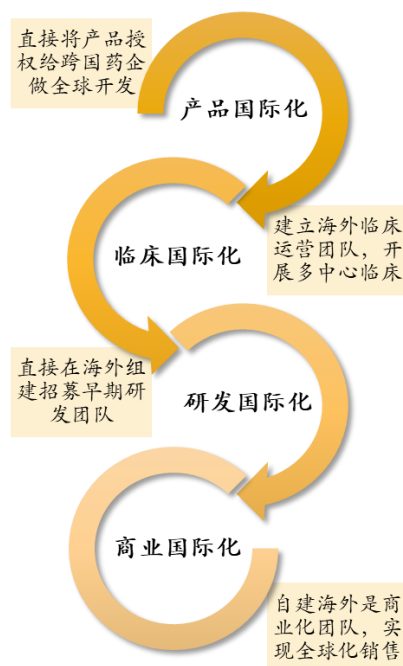 直接将产品授
权给跨国药企
做全球开发
产品国际化
建立海外临床
运营团队，开
展多中心临床
临床国际化
直接在海外组
建招募早期研
发团队
研发国际化
商业国际化
自建海外是商
业化团队，实
现全球化销售